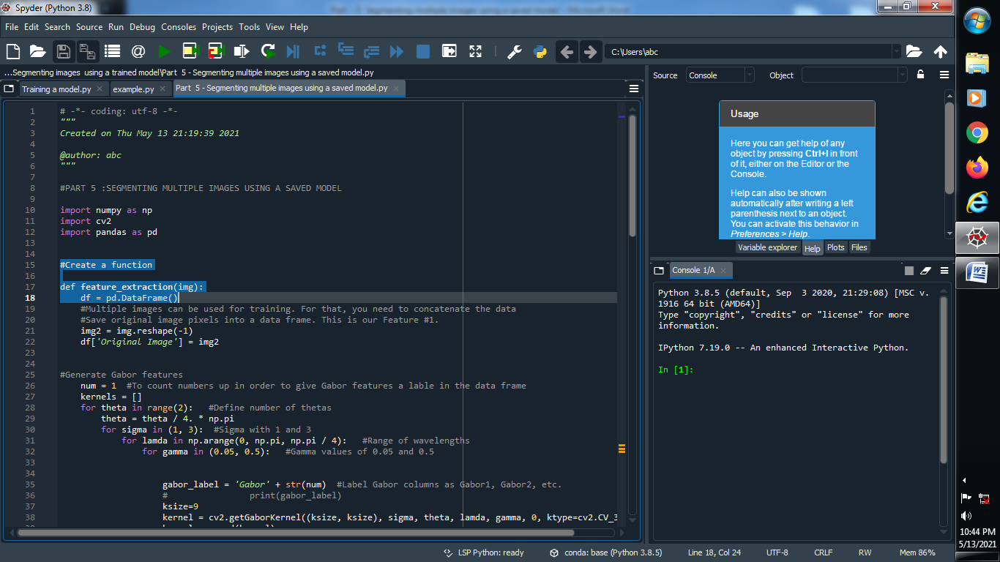 Spyder (Python 3.8)
File Edit Search Source Run Debug Consoles Projects Tools View Help
C:\Users\abc
...Segmenting images using a trained model\Part 5 - Segmenting multiple images using a saved model.py
Training a model.py
example.py
Part 5 - Segmenting multiple images using a saved model.py
1 # -*- coding: utf-8 -*-
2 """
3 Created on Thu May 13 21:19:39 2021
4
5 @author: abc
6 """
7
8 #PART 5 :SEGMENTING MULTIPLE IMAGES USING A SAVED MODEL
9
10 import numpy as np
11 import cv2
12 import pandas as pd
13
14
15 #Create a function
16
17 def feature_extraction(img):
18 df = pd.DataFrame()
19 #Multiple images can be used for training. For that, you need to concatenate the data
20 #Save original image pixels into a data frame. This is our Feature #1.
21 img2 = img.reshape(-1)
22 df['Original Image'] = img2
23
24
25 #Generate Gabor features
26 num = 1 #To count numbers up in order to give Gabor features a lable in the data frame
27 kernels = []
28 for theta in range(2): #Define number of thetas
29 theta = theta / 4. * np.pi
30 for sigma in (1, 3): #Sigma with 1 and 3
31 for lamda in np.arange(0, np.pi, np.pi / 4): #Range of wavelengths
32 for gamma in (0.05, 0.5): #Gamma values of 0.05 and 0.5
33
34
35 gabor_label = 'Gabor' + str(num) #Label Gabor columns as Gabor1, Gabor2, etc.
36 # print(gabor_label)
37 ksize=9
38 kernel = cv2.getGaborKernel((ksize, ksize), sigma, theta, lamda, gamma, 0, ktype=cv2.CV_3
Source Console Object
Usage
Here you can get help of any
object by pressing Ctrl+I in front
of it, either on the Editor or the
Console.
Help can also be shown
automatically after writing a left
parenthesis next to an object.
You can activate this behavior in
Preferences > Help.
Variable explorer Help Plots Files
Console 1/A
Python 3.8.5 (default, Sep 3 2020, 21:29:08) [MSC v.
1916 64 bit (AMD64)]
Type "copyright", "credits" or "license" for more
information.
IPython 7.19.0 -- An enhanced Interactive Python.
In [1]:
LSP Python: ready conda: base (Python 3.8.5) Line 18, Col 24 UTF-8 CRLF RW Mem 86%
10:44 PM
5/13/2021